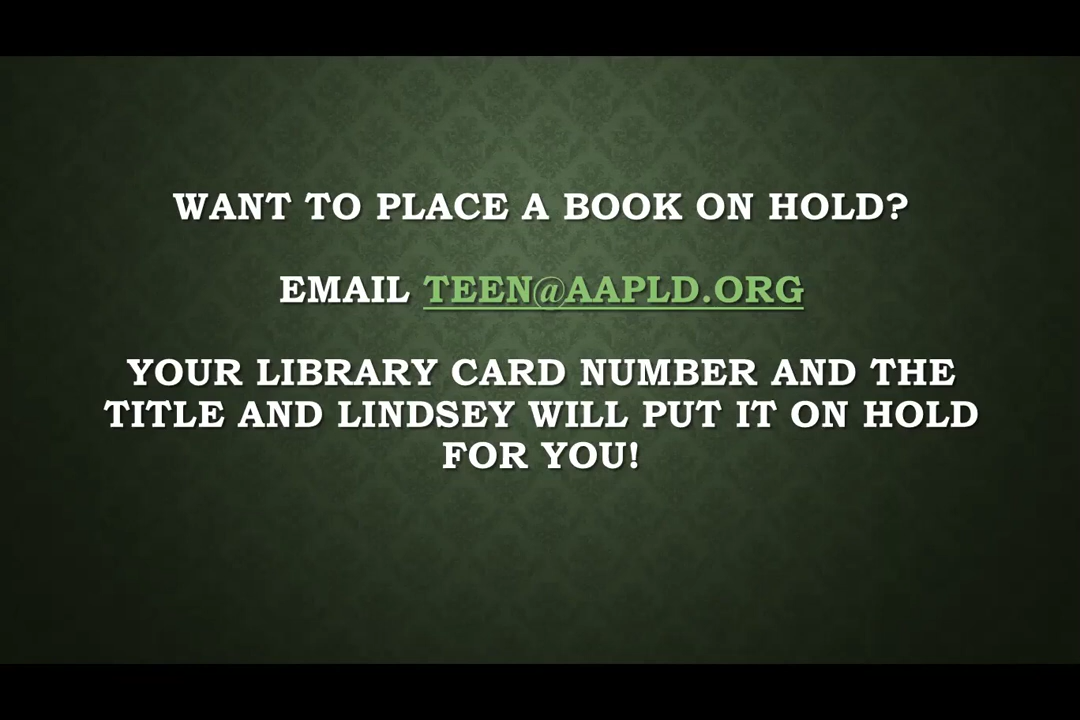 WANT TO PLACE A BOOK ON HOLD?
EMAIL TEEN@AAPLD.ORG
YOUR LIBRARY CARD NUMBER AND THE
TITLE AND LINDSEY WILL PUT IT ON HOLD
FOR YOU!